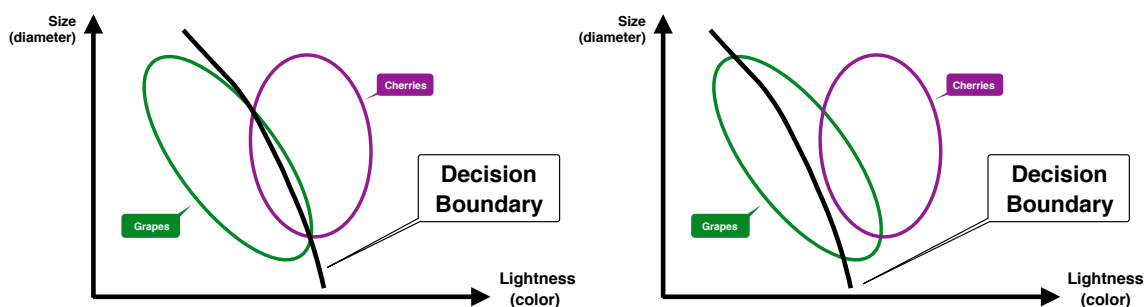 Size
(diameter)
Cherries
Decision
Boundary
Grapes
Lightness
(color)
Size
(diameter)
Cherries
Decision
Boundary
Grapes
Lightness
(color)